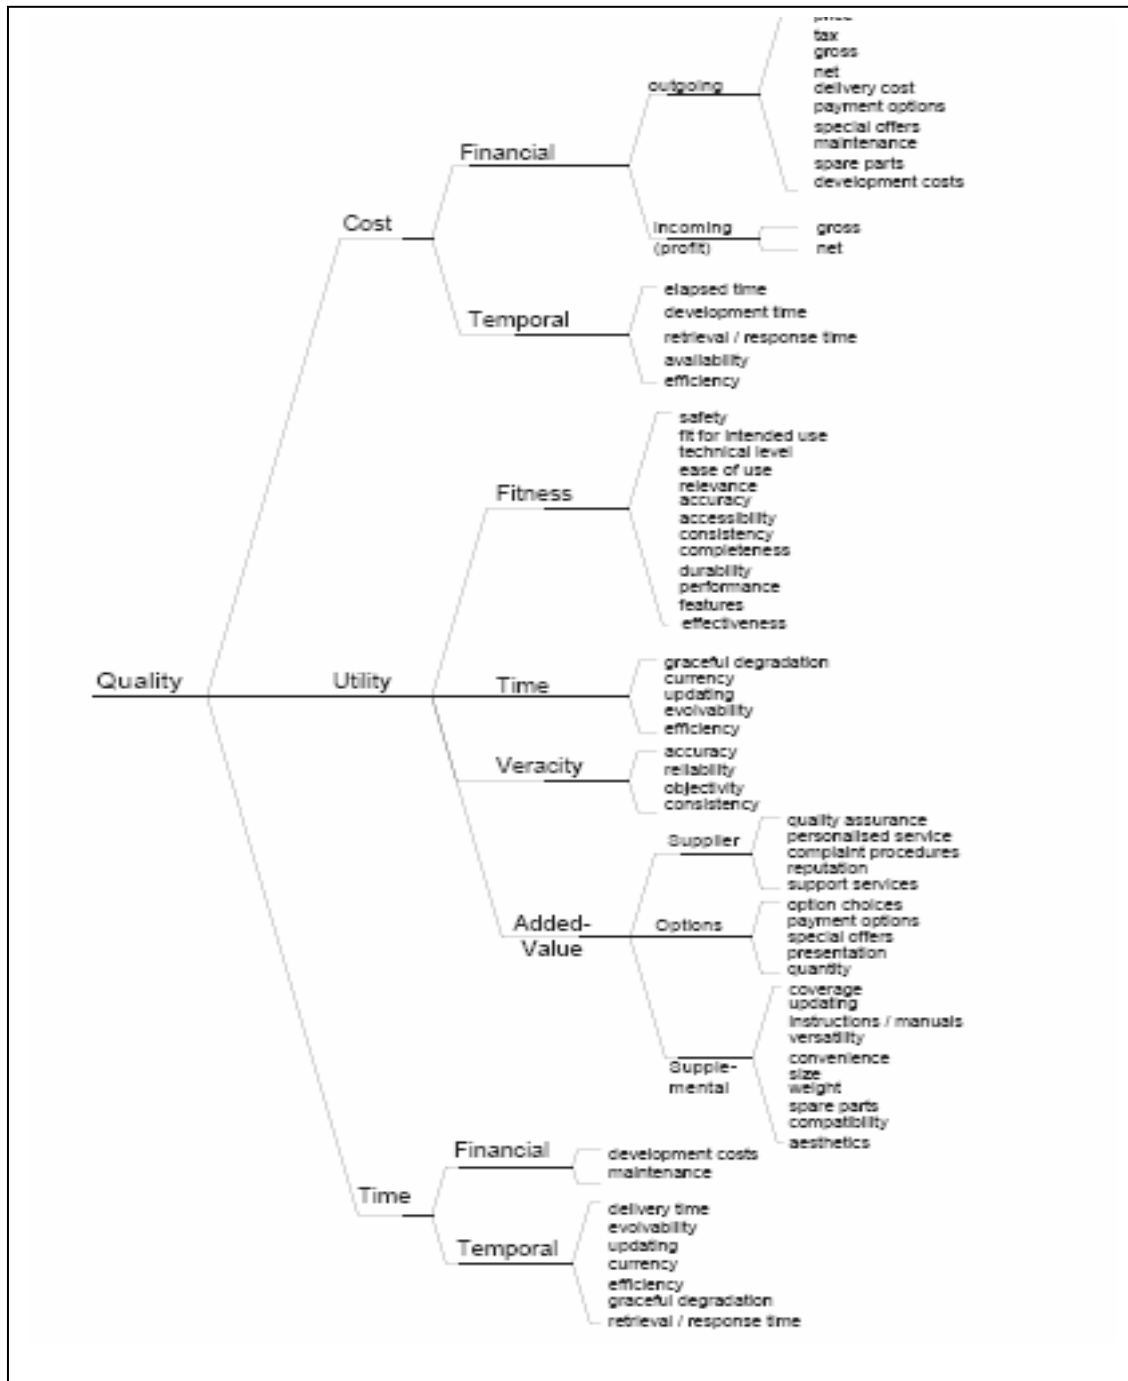 price
tax
gross
net
delivery cost
payment options
special offers
maintenance
spare parts
development costs
outgoing
Financial
Incoming
(profit)
gross
net
Cost
Temporal
elapsed time
development time
retrieval / response time
availability
efficiency
Fitness
safety
fit for intended use
technical level
ease of use
relevance
accuracy
accessibility
consistency
completeness
durability
performance
features
effectiveness
Quality
Utility
Time
graceful degradation
currency
updating
evolvability
efficiency
Veracity
accuracy
reliability
objectivity
consistency
Added-
Value
Supplier
quality assurance
personalised service
complaint procedures
reputation
support services
Options
option choices
payment options
special offers
presentation
quantity
Supple-
mental
coverage
updating
Instructions / manuals
versatility
convenience
size
weight
spare parts
compatibility
aesthetics
Time
Financial
development costs
maintenance
Temporal
delivery time
evolvability
updating
currency
efficiency
graceful degradation
retrieval / response time